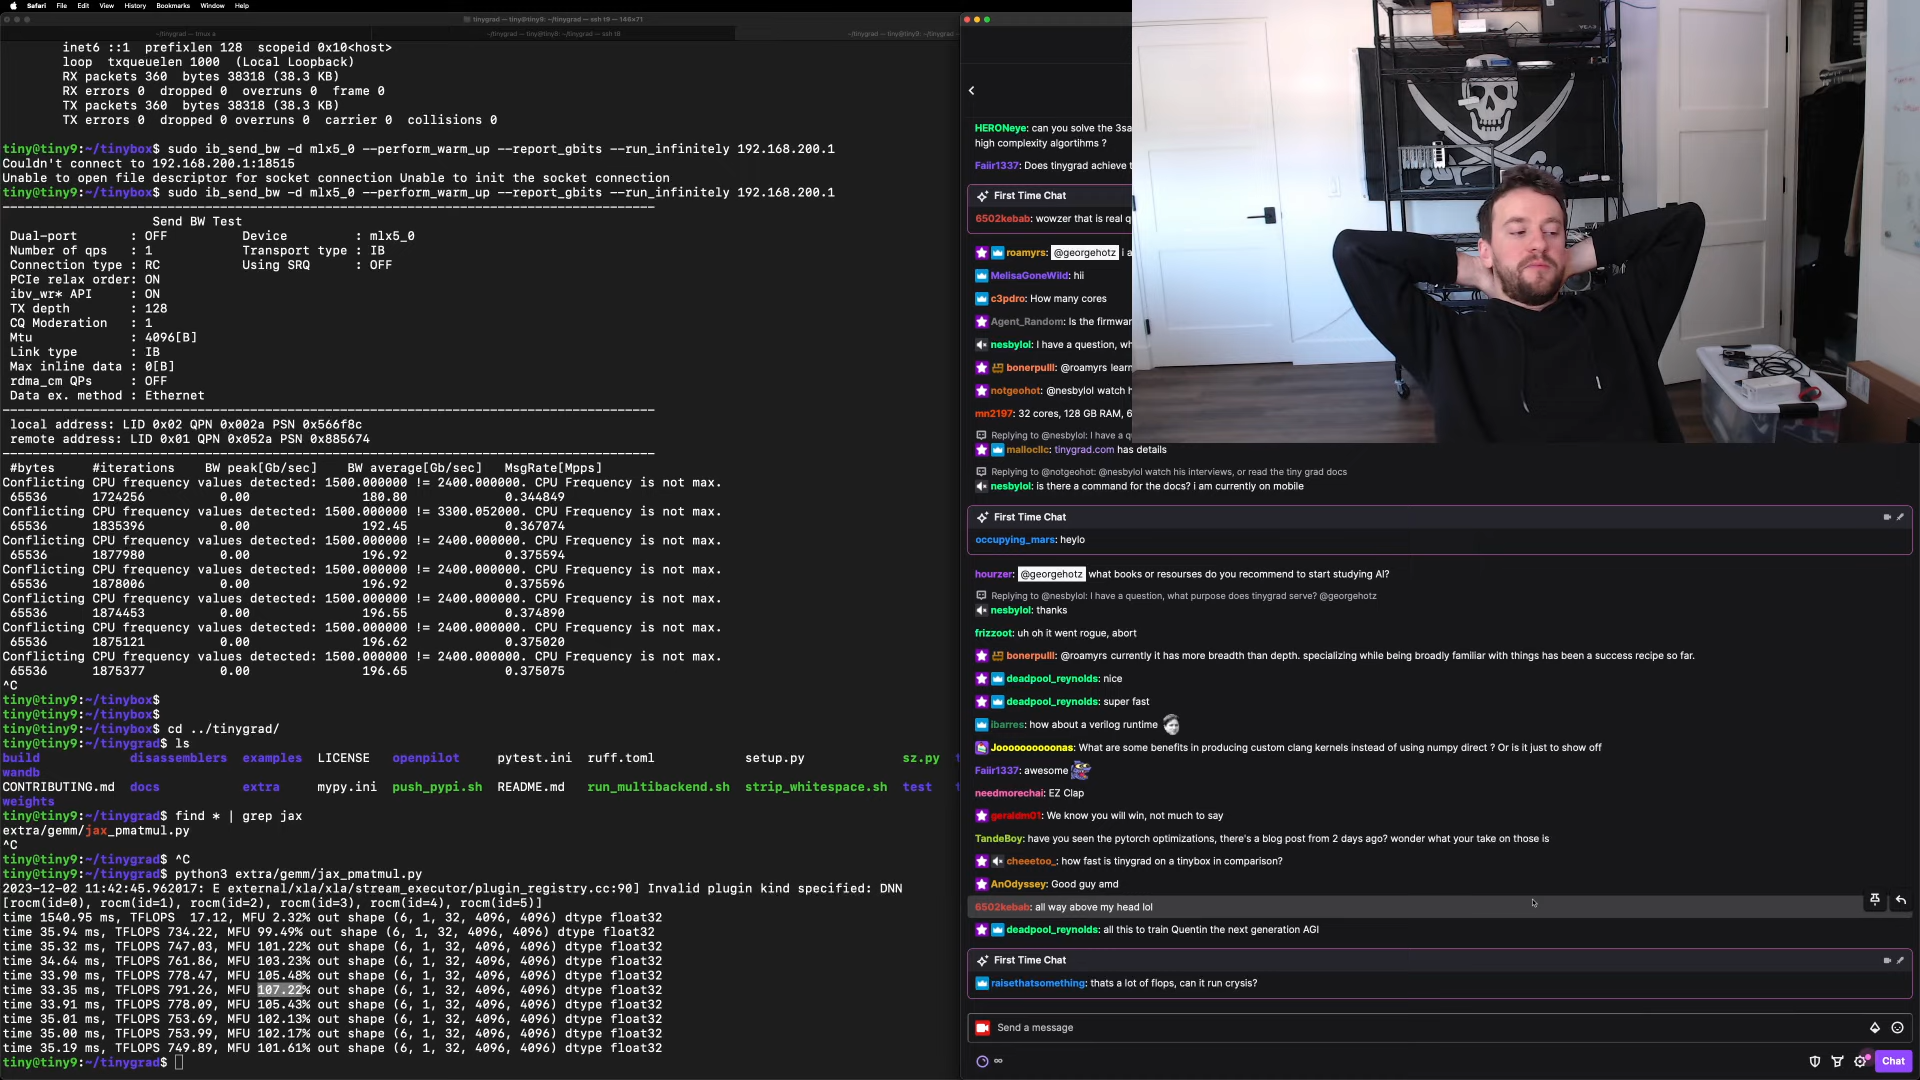 Safari File Edit View History Bookmarks Window Help
tinygrad — tiny@tiny9: ~/tinygrad — ssh t9 — 146x71
~/tinygrad — tmux a
~/tinygrad — tiny@tiny8: ~/tinygrad — ssh t8
~/tinygrad — tiny@tiny9: ~/tinygrad
inet6 ::1 prefixlen 128 scopeid 0x10<host>
loop txqueuelen 1000 (Local Loopback)
RX packets 360 bytes 38318 (38.3 KB)
RX errors 0 dropped 0 overruns 0 frame 0
TX packets 360 bytes 38318 (38.3 KB)
TX errors 0 dropped 0 overruns 0 carrier 0 collisions 0
tiny@tiny9:~/tinybox$ sudo ib_send_bw -d mlx5_0 --perform_warm_up --report_gbits --run_infinitely 192.168.200.1
Couldn't connect to 192.168.200.1:18515
Unable to open file descriptor for socket connection Unable to init the socket connection
tiny@tiny9:~/tinybox$ sudo ib_send_bw -d mlx5_0 --perform_warm_up --report_gbits --run_infinitely 192.168.200.1
---------------------------------------------------------------------------------------
Send BW Test
Dual-port : OFF Device : mlx5_0
Number of qps : 1 Transport type : IB
Connection type : RC Using SRQ : OFF
PCIe relax order: ON
ibv_wr* API : ON
TX depth : 128
CQ Moderation : 1
Mtu : 4096[B]
Link type : IB
Max inline data : 0[B]
rdma_cm QPs : OFF
Data ex. method : Ethernet
---------------------------------------------------------------------------------------
local address: LID 0x02 QPN 0x002a PSN 0x566f8c
remote address: LID 0x01 QPN 0x052a PSN 0x885674
---------------------------------------------------------------------------------------
#bytes #iterations BW peak[Gb/sec] BW average[Gb/sec] MsgRate[Mpps]
Conflicting CPU frequency values detected: 1500.000000 != 2400.000000. CPU Frequency is not max.
65536 1724256 0.00 180.80 0.344849
Conflicting CPU frequency values detected: 1500.000000 != 3300.052000. CPU Frequency is not max.
65536 1835396 0.00 192.45 0.367074
Conflicting CPU frequency values detected: 1500.000000 != 2400.000000. CPU Frequency is not max.
65536 1877980 0.00 196.92 0.375594
Conflicting CPU frequency values detected: 1500.000000 != 2400.000000. CPU Frequency is not max.
65536 1878006 0.00 196.92 0.375596
Conflicting CPU frequency values detected: 1500.000000 != 2400.000000. CPU Frequency is not max.
65536 1874453 0.00 196.55 0.374890
Conflicting CPU frequency values detected: 1500.000000 != 2400.000000. CPU Frequency is not max.
65536 1875121 0.00 196.62 0.375020
Conflicting CPU frequency values detected: 1500.000000 != 2400.000000. CPU Frequency is not max.
65536 1875377 0.00 196.65 0.375075
^C
tiny@tiny9:~/tinybox$
tiny@tiny9:~/tinybox$
tiny@tiny9:~/tinybox$ cd ../tinygrad/
tiny@tiny9:~/tinygrad$ ls
build disassemblers examples LICENSE openpilot pytest.ini ruff.toml setup.py sz.py
wandb
CONTRIBUTING.md docs extra mypy.ini push_pypi.sh README.md run_multibackend.sh strip_whitespace.sh test
weights
tiny@tiny9:~/tinygrad$ find * | grep jax
extra/gemm/jax_pmatmul.py
^C
tiny@tiny9:~/tinygrad$ ^C
tiny@tiny9:~/tinygrad$ python3 extra/gemm/jax_pmatmul.py
2023-12-02 11:42:45.962017: E external/xla/xla/stream_executor/plugin_registry.cc:90] Invalid plugin kind specified: DNN
[rocm(id=0), rocm(id=1), rocm(id=2), rocm(id=3), rocm(id=4), rocm(id=5)]
time 1540.95 ms, TFLOPS 17.12, MFU 2.32% out shape (6, 1, 32, 4096, 4096) dtype float32
time 35.94 ms, TFLOPS 734.22, MFU 99.49% out shape (6, 1, 32, 4096, 4096) dtype float32
time 35.32 ms, TFLOPS 747.03, MFU 101.22% out shape (6, 1, 32, 4096, 4096) dtype float32
time 34.64 ms, TFLOPS 761.86, MFU 103.23% out shape (6, 1, 32, 4096, 4096) dtype float32
time 33.90 ms, TFLOPS 778.47, MFU 105.48% out shape (6, 1, 32, 4096, 4096) dtype float32
time 33.35 ms, TFLOPS 791.26, MFU 107.22% out shape (6, 1, 32, 4096, 4096) dtype float32
time 33.91 ms, TFLOPS 778.09, MFU 105.43% out shape (6, 1, 32, 4096, 4096) dtype float32
time 35.01 ms, TFLOPS 753.69, MFU 102.13% out shape (6, 1, 32, 4096, 4096) dtype float32
time 35.00 ms, TFLOPS 753.99, MFU 102.17% out shape (6, 1, 32, 4096, 4096) dtype float32
time 35.19 ms, TFLOPS 749.89, MFU 101.61% out shape (6, 1, 32, 4096, 4096) dtype float32
tiny@tiny9:~/tinygrad$
HERONeye: can you solve the 3sa
high complexity algortihms ?
Faiir1337: Does tinygrad achieve
First Time Chat
6502kebab: wowzer that is real q
roamyrs: @georgehotz i a
MelisaGoneWild: hii
c3pdro: How many cores
Agent_Random: Is the firmwar
nesbylol: I have a question, wh
bonerpulll: @roamyrs learn
notgeohot: @nesbylol watch h
mn2197: 32 cores, 128 GB RAM, 6
Replying to @nesbylol: I have a q
malloclic: tinygrad.com has details
Replying to @notgeohot: @nesbylol watch his interviews, or read the tiny grad docs
nesbylol: is there a command for the docs? i am currently on mobile
First Time Chat
occupying_mars: heylo
hourzer: @georgehotz what books or resourses do you recommend to start studying AI?
Replying to @nesbylol: I have a question, what purpose does tinygrad serve? @georgehotz
nesbylol: thanks
frizzoot: uh oh it went rogue, abort
bonerpulll: @roamyrs currently it has more breadth than depth. specializing while being broadly familiar with things has been a success recipe so far.
deadpool_reynolds: nice
deadpool_reynolds: super fast
ibarres: how about a verilog runtime
Joooooooooonas: What are some benefits in producing custom clang kernels instead of using numpy direct ? Or is it just to show off
Faiir1337: awesome
needmorechai: EZ Clap
geraldm01: We know you will win, not much to say
TandeBoy: have you seen the pytorch optimizations, there's a blog post from 2 days ago? wonder what your take on those is
cheeetoo_: how fast is tinygrad on a tinybox in comparison?
AnOdyssey: Good guy amd
6502kebab: all way above my head lol
deadpool_reynolds: all this to train Quentin the next generation AGI
First Time Chat
raisethatsomething: thats a lot of flops, can it run crysis?
Send a message
∞
Chat